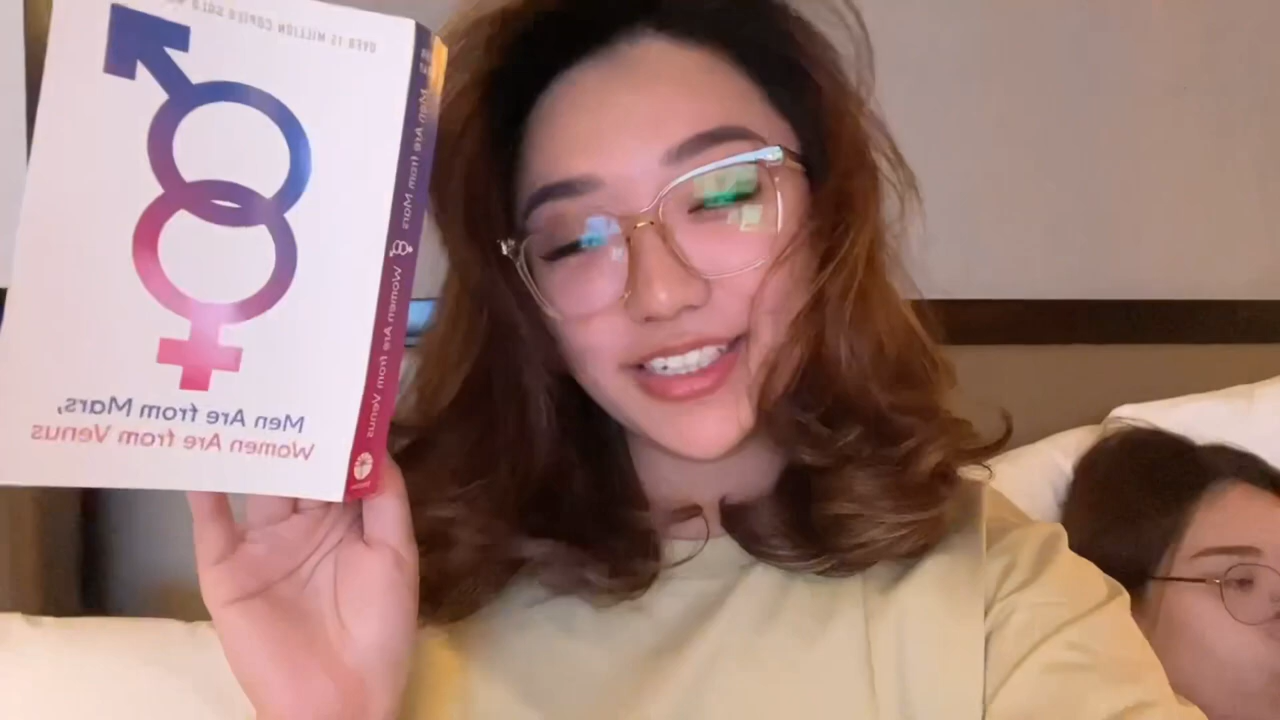 OVER 15 MILLION COPIES SOLD
Men Are from Mars,
Women Are from Venus
Men Are from Mars Women Are from Venus